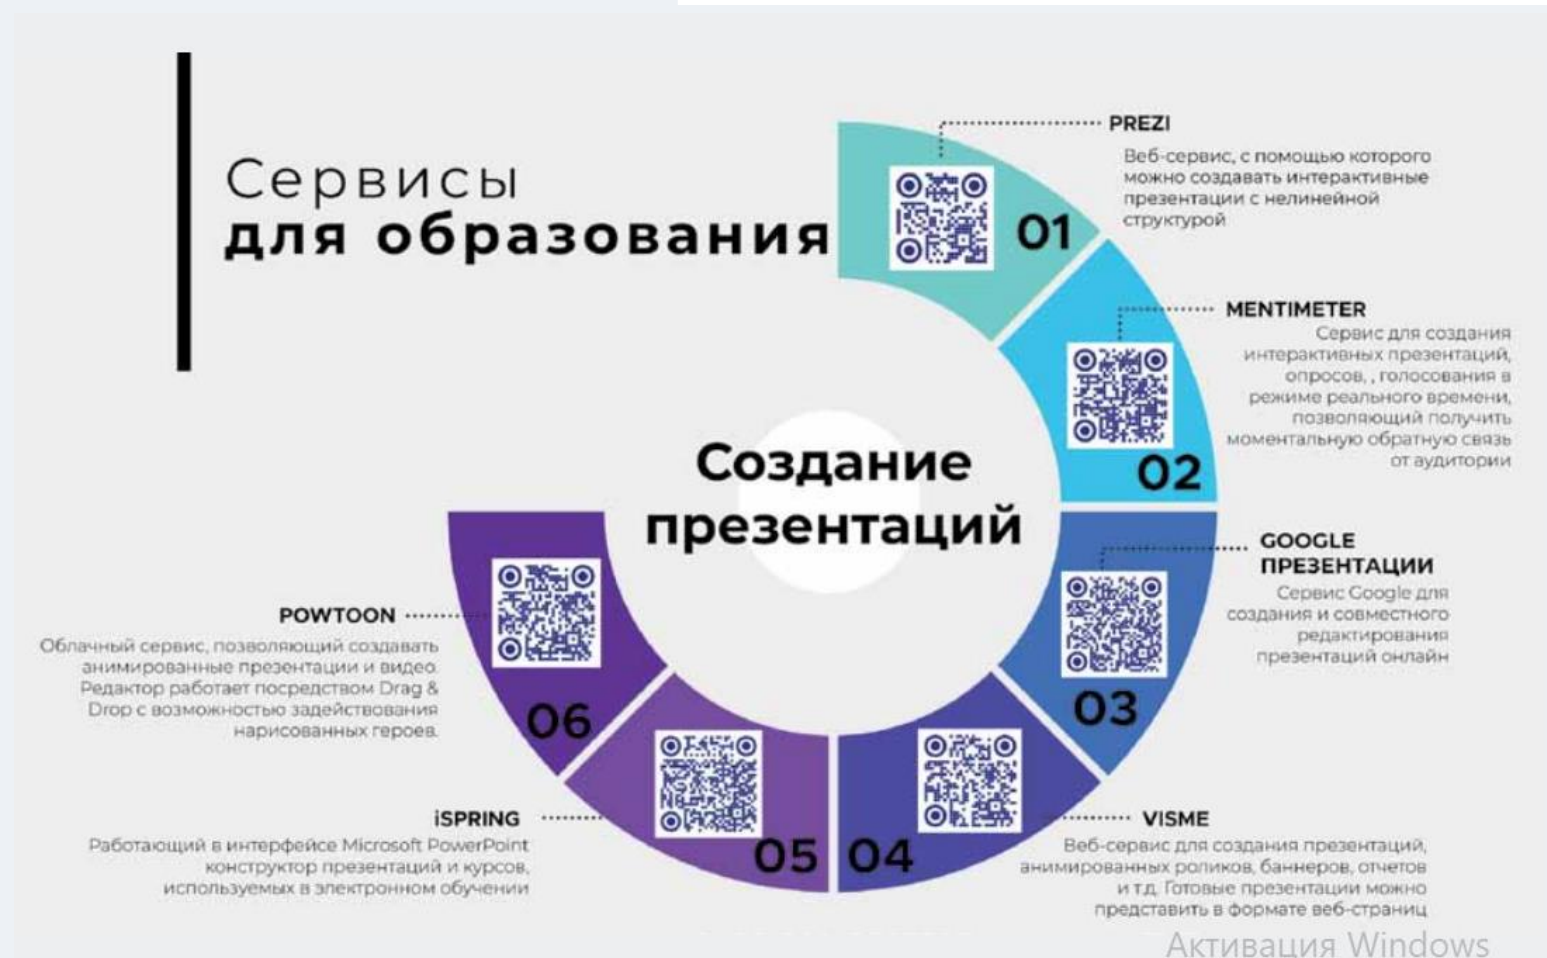 Сервисы
для образования
Создание
презентаций
PREZI
Веб-сервис, с помощью которого
можно создавать интерактивные
презентации с нелинейной
структурой
01
MENTIMETER
Сервис для создания
интерактивных презентаций,
опросов, , голосования в
режиме реального времени,
позволяющий получить
моментальную обратную связь
от аудитории
02
GOOGLE
ПРЕЗЕНТАЦИИ
Сервис Google для
создания и совместного
редактирования
презентаций онлайн
03
VISME
Веб-сервис для создания презентаций,
анимированных роликов, баннеров, отчетов
и т.д. Готовые презентации можно
представить в формате веб-страниц
04
iSPRING
Работающий в интерфейсе Microsoft PowerPoint
конструктор презентаций и курсов,
используемых в электронном обучении
05
POWTOON
Облачный сервис, позволяющий создавать
анимированные презентации и видео.
Редактор работает посредством Drag &
Drop с возможностью задействования
нарисованных героев.
06
Активация Windows